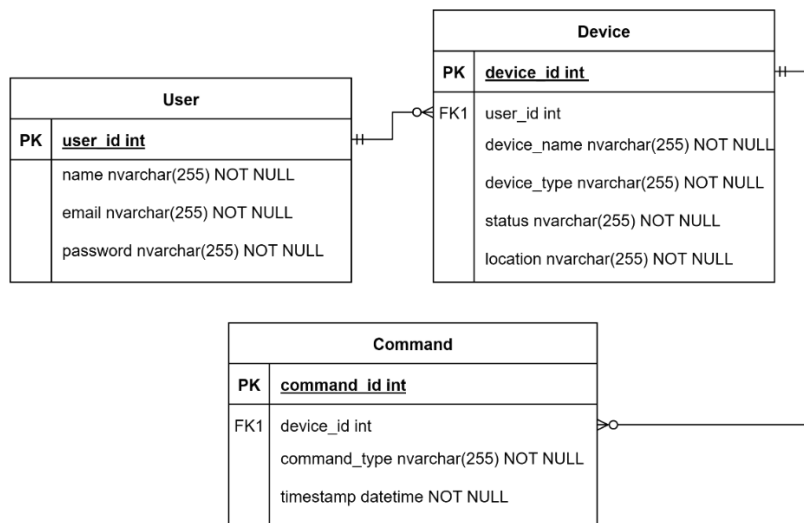 Device
PK device_id int
FK1 user_id int
device_name nvarchar(255) NOT NULL
device_type nvarchar(255) NOT NULL
status nvarchar(255) NOT NULL
location nvarchar(255) NOT NULL
User
PK user_id int
name nvarchar(255) NOT NULL
email nvarchar(255) NOT NULL
password nvarchar(255) NOT NULL
Command
PK command_id int
FK1 device_id int
command_type nvarchar(255) NOT NULL
timestamp datetime NOT NULL